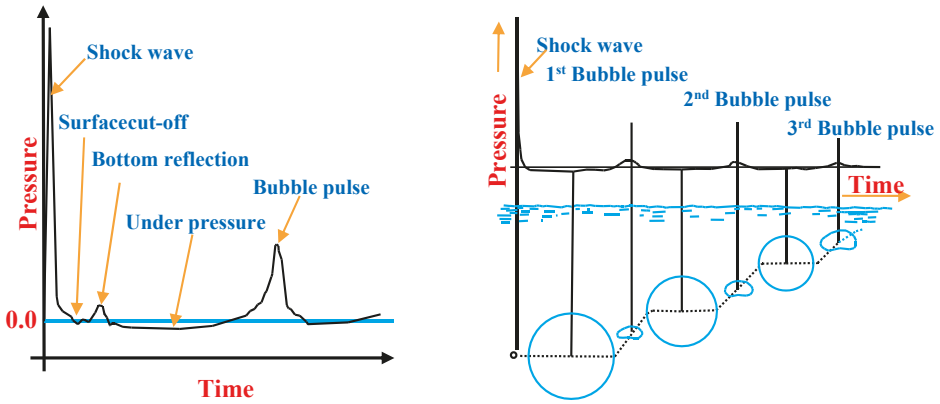 Shock wave
Surfacecut-off
Bottom reflection
Bubble pulse
Under pressure
Pressure
0.0
Time
Shock wave
1st Bubble pulse
2nd Bubble pulse
3rd Bubble pulse
Pressure
Time